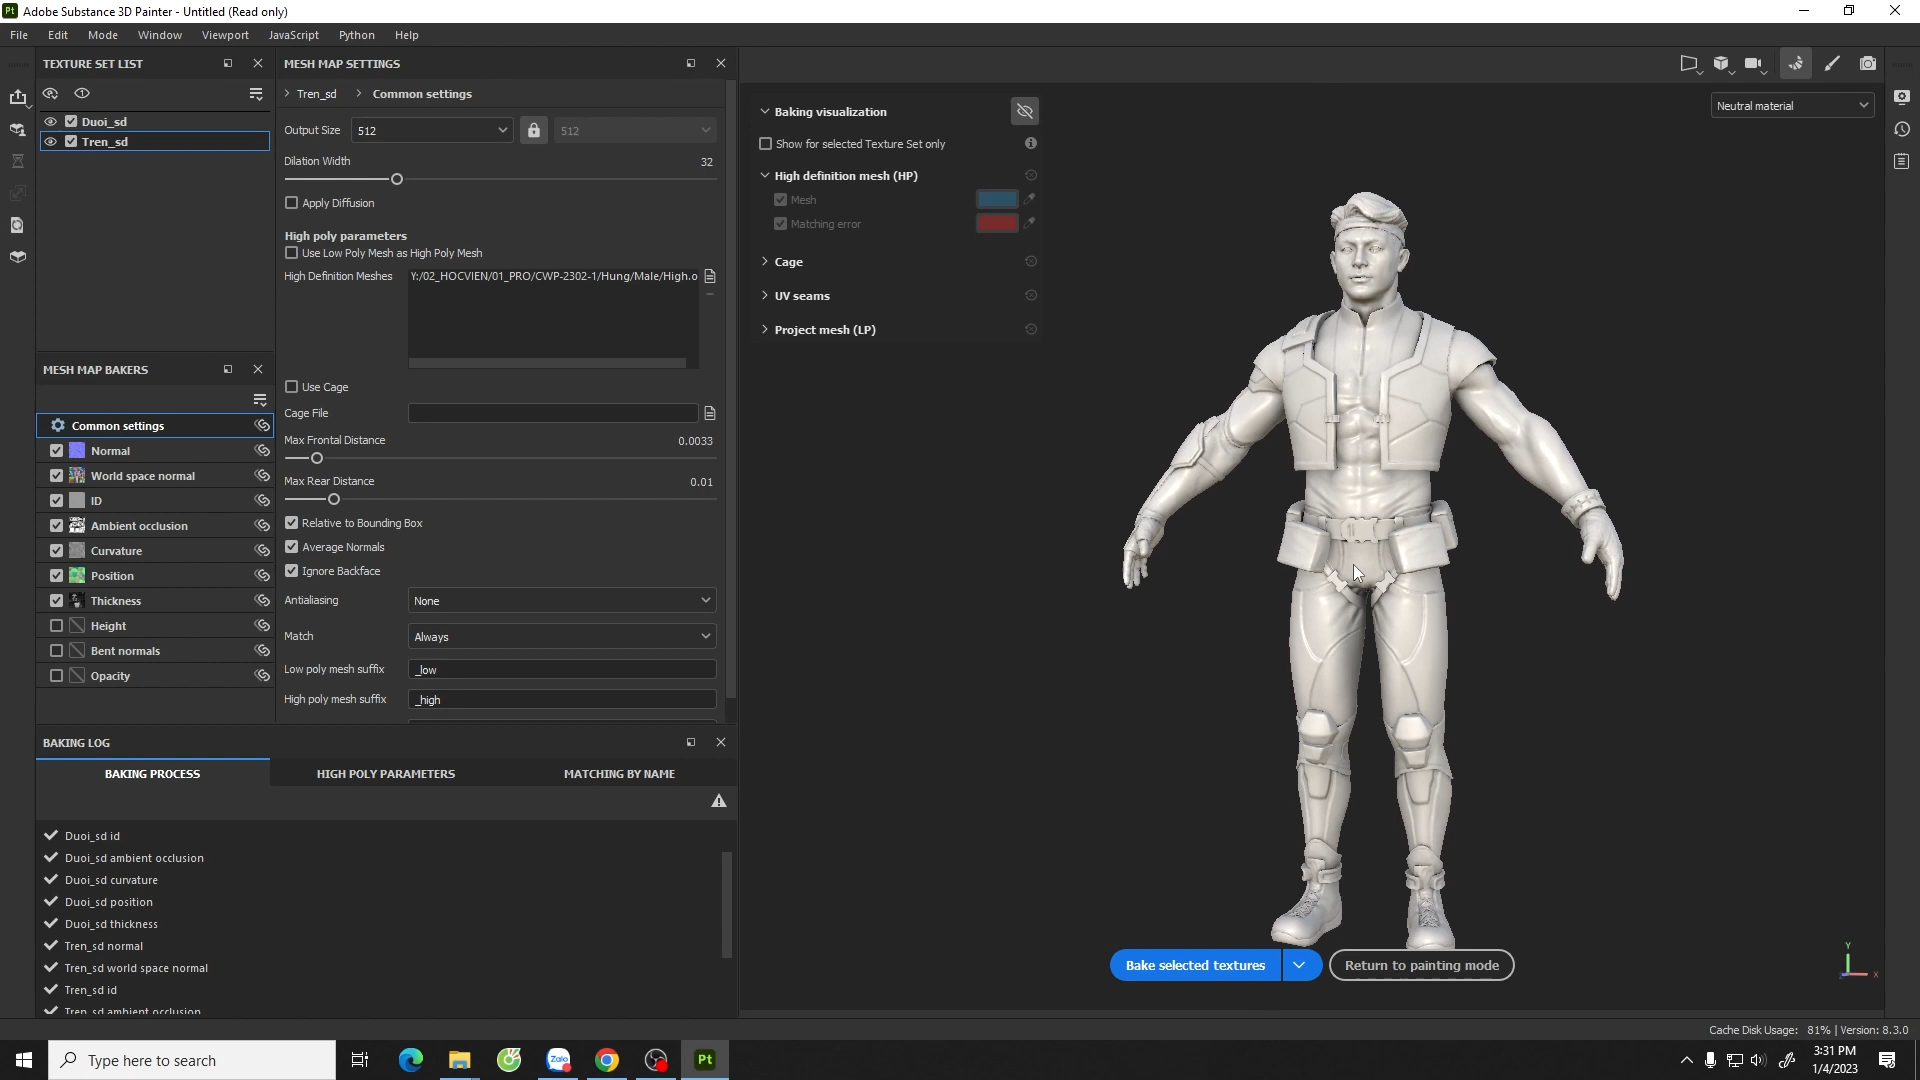 Pt Adobe Substance 3D Painter - Untitled (Read only)
File Edit Mode Window Viewport JavaScript Python Help
TEXTURE SET LIST
Duoi_sd
Tren_sd
MESH MAP BAKERS
Common settings
Normal
World space normal
ID
Ambient occlusion
Curvature
Position
Thickness
Height
Bent normals
Opacity
MESH MAP SETTINGS
Tren_sd > Common settings
Output Size 512 512
Dilation Width 32
Apply Diffusion
High poly parameters
Use Low Poly Mesh as High Poly Mesh
High Definition Meshes Y:/02_HOCVIEN/01_PRO/CWP-2302-1/Hung/Male/High.o
Use Cage
Cage File
Max Frontal Distance 0.0033
Max Rear Distance 0.01
Relative to Bounding Box
Average Normals
Ignore Backface
Antialiasing None
Match Always
Low poly mesh suffix _low
High poly mesh suffix _high
BAKING LOG
BAKING PROCESS HIGH POLY PARAMETERS MATCHING BY NAME
Duoi_sd id
Duoi_sd ambient occlusion
Duoi_sd curvature
Duoi_sd position
Duoi_sd thickness
Tren_sd normal
Tren_sd world space normal
Tren_sd id
Tren_sd ambient occlusion
Baking visualization
Show for selected Texture Set only
High definition mesh (HP)
Mesh
Matching error
Cage
UV seams
Project mesh (LP)
Neutral material
Bake selected textures
Return to painting mode
Y
X
Cache Disk Usage: 81% | Version: 8.3.0
Type here to search
Zalo
Pt
3:31 PM
1/4/2023